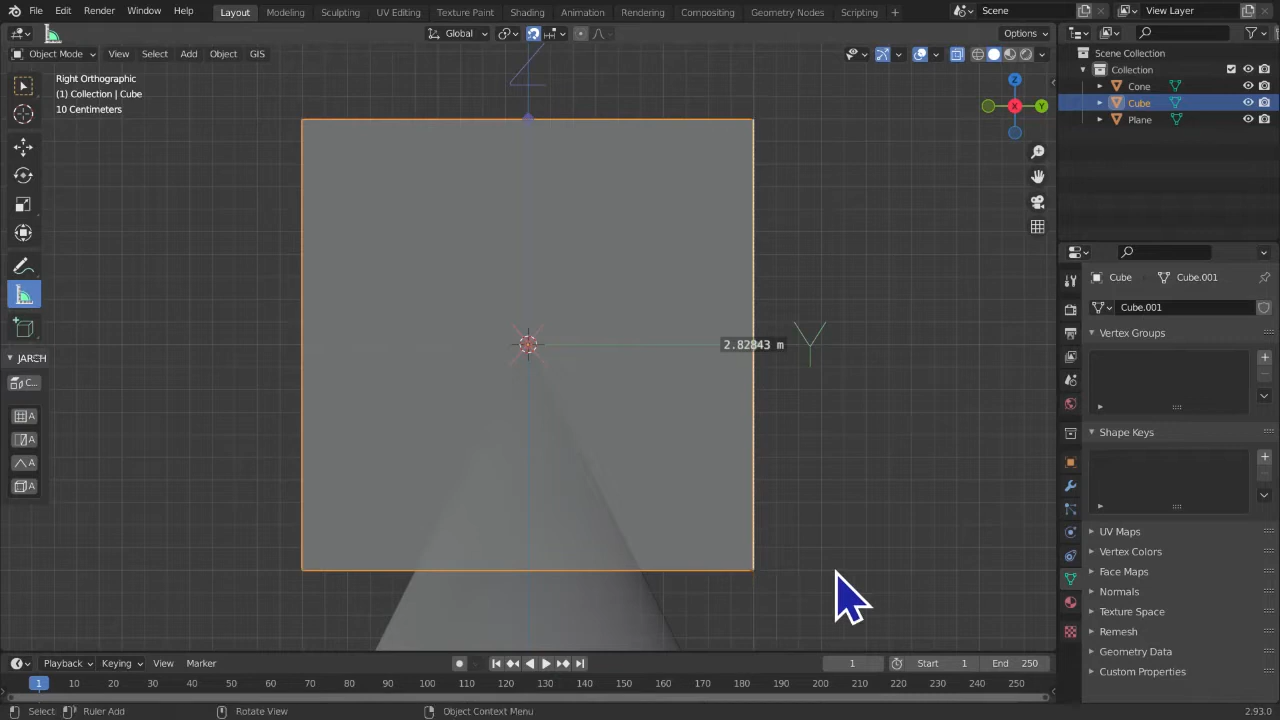 File Edit Render Window Help Layout Modeling Sculpting UV Editing Texture Paint Shading Animation Rendering Compositing Geometry Nodes Scripting + Scene View Layer
Global Options
Object Mode View Select Add Object GIS
Right Orthographic
(1) Collection | Cube
10 Centimeters
Z
Y
2.82843 m
JARCH
C...
A
A
A
A
Z
X
Y
Scene Collection
Collection
Cone
Cube
Plane
Cube Cube.001
Cube.001
Vertex Groups
Shape Keys
UV Maps
Vertex Colors
Face Maps
Normals
Texture Space
Remesh
Geometry Data
Custom Properties
Playback Keying View Marker 1 Start 1 End 250
1 10 20 30 40 50 60 70 80 90 100 110 120 130 140 150 160 170 180 190 200 210 220 230 240 250
Select Ruler Add Rotate View Object Context Menu 2.93.0